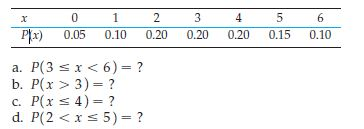 x 0 1 2 3 4 5 6
P(x) 0.05 0.10 0.20 0.20 0.20 0.15 0.10
a. P(3 ≤ x < 6) = ?
b. P(x > 3) = ?
c. P(x ≤ 4) = ?
d. P(2 < x ≤ 5) = ?